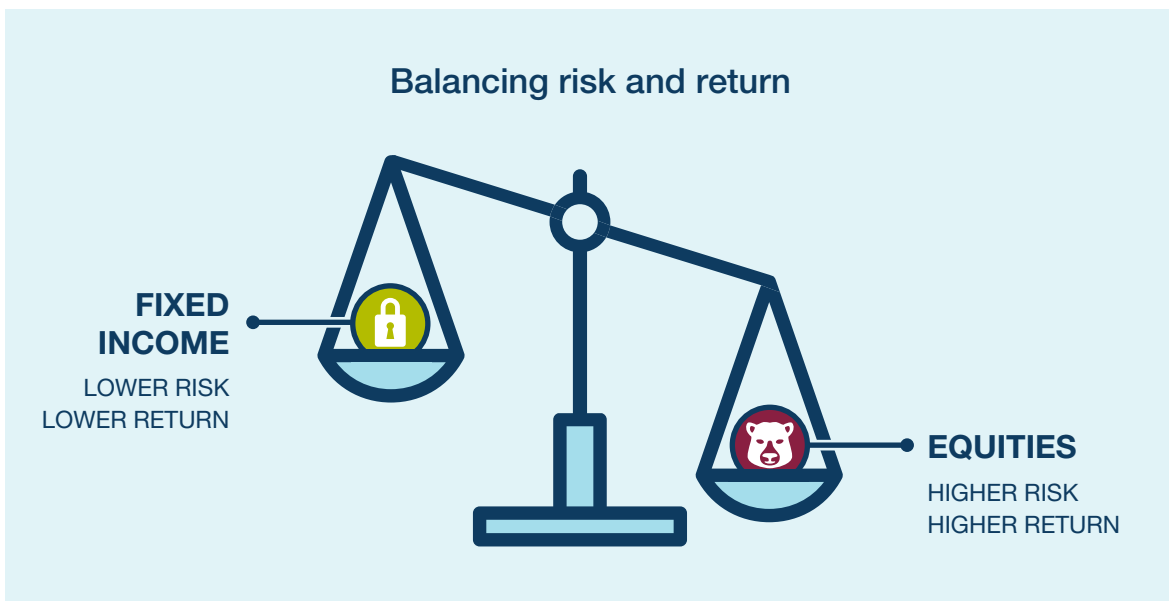 Balancing risk and return
FIXED
INCOME
LOWER RISK
LOWER RETURN
EQUITIES
HIGHER RISK
HIGHER RETURN